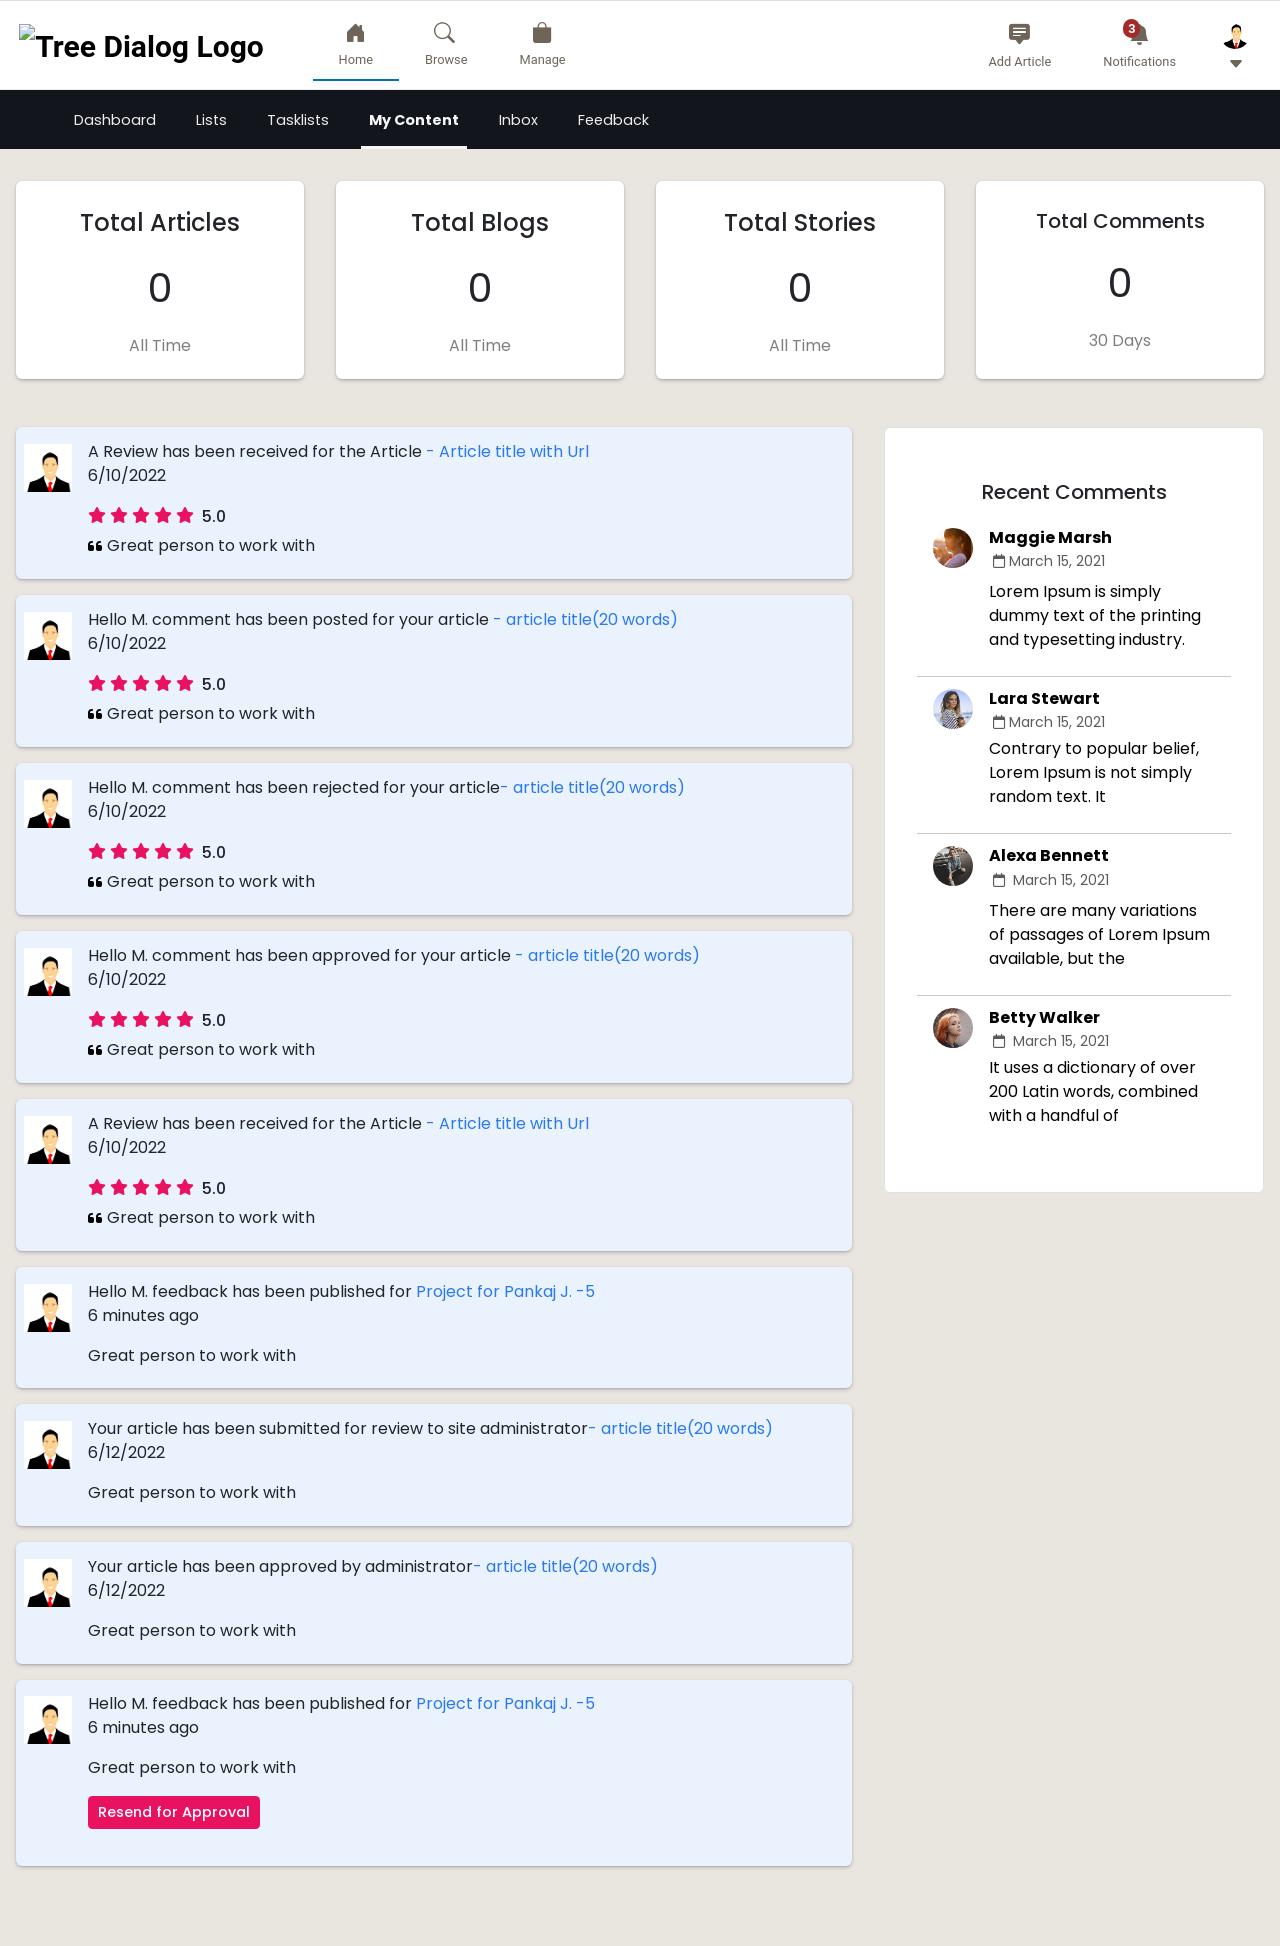 Tree Dialog Logo
Home
Browse
Manage
Add Article
3
Notifications
Dashboard
Lists
Tasklists
My Content
Inbox
Feedback
Total Articles
0
All Time
Total Blogs
0
All Time
Total Stories
0
All Time
Total Comments
0
30 Days
A Review has been received for the Article - Article title with Url
6/10/2022
5.0
Great person to work with
Hello M. comment has been posted for your article - article title(20 words)
6/10/2022
5.0
Great person to work with
Hello M. comment has been rejected for your article- article title(20 words)
6/10/2022
5.0
Great person to work with
Hello M. comment has been approved for your article - article title(20 words)
6/10/2022
5.0
Great person to work with
A Review has been received for the Article - Article title with Url
6/10/2022
5.0
Great person to work with
Hello M. feedback has been published for Project for Pankaj J. -5
6 minutes ago
Great person to work with
Your article has been submitted for review to site administrator- article title(20 words)
6/12/2022
Great person to work with
Your article has been approved by administrator- article title(20 words)
6/12/2022
Great person to work with
Hello M. feedback has been published for Project for Pankaj J. -5
6 minutes ago
Great person to work with
Resend for Approval
Recent Comments
Maggie Marsh
March 15, 2021
Lorem Ipsum is simply
dummy text of the printing
and typesetting industry.
Lara Stewart
March 15, 2021
Contrary to popular belief,
Lorem Ipsum is not simply
random text. It
Alexa Bennett
March 15, 2021
There are many variations
of passages of Lorem Ipsum
available, but the
Betty Walker
March 15, 2021
It uses a dictionary of over
200 Latin words, combined
with a handful of